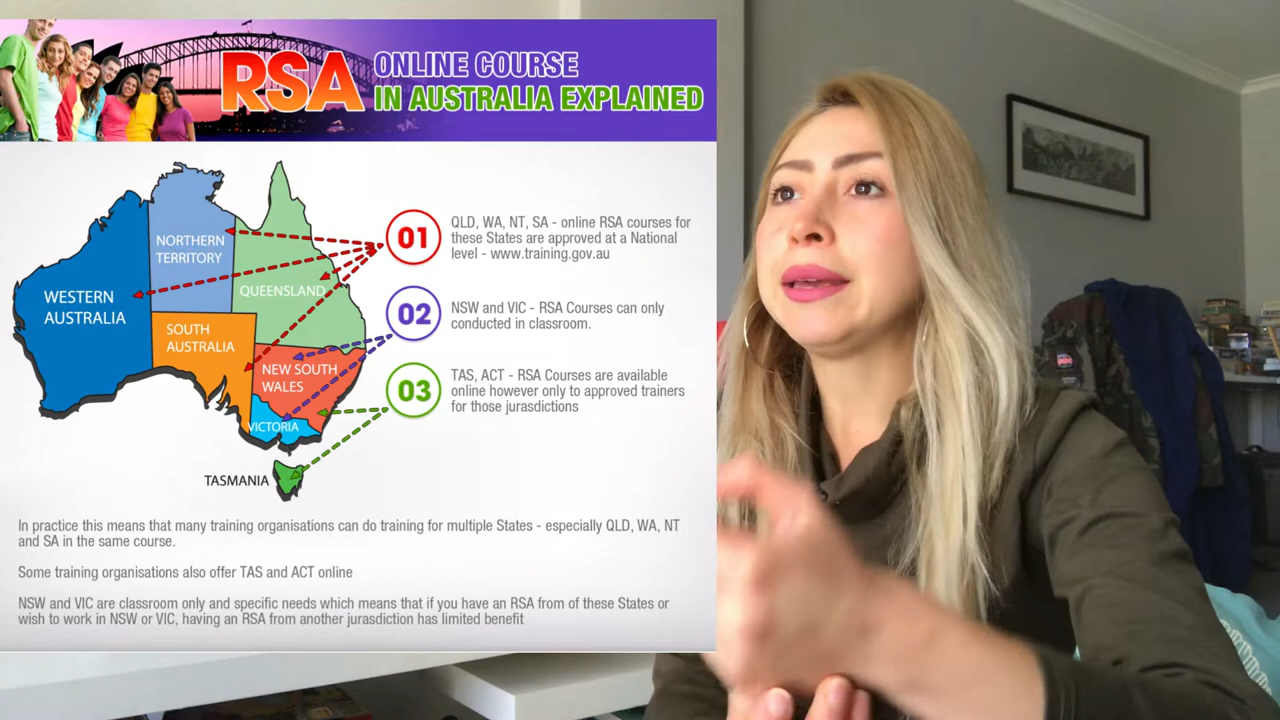 RSA ONLINE COURSE
IN AUSTRALIA EXPLAINED
NORTHERN
TERRITORY
QUEENSLAND
WESTERN
AUSTRALIA
SOUTH
AUSTRALIA
NEW SOUTH
WALES
VICTORIA
TASMANIA
01
QLD, WA, NT, SA - online RSA courses for
these States are approved at a National
level - www.training.gov.au
02
NSW and VIC - RSA Courses can only
conducted in classroom.
03
TAS, ACT - RSA Courses are available
online however only to approved trainers
for those jurasdictions
In practice this means that many training organisations can do training for multiple States - especially QLD, WA, NT
and SA in the same course.
Some training organisations also offer TAS and ACT online
NSW and VIC are classroom only and specific needs which means that if you have an RSA from of these States or
wish to work in NSW or VIC, having an RSA from another jurasdiction has limited benefit